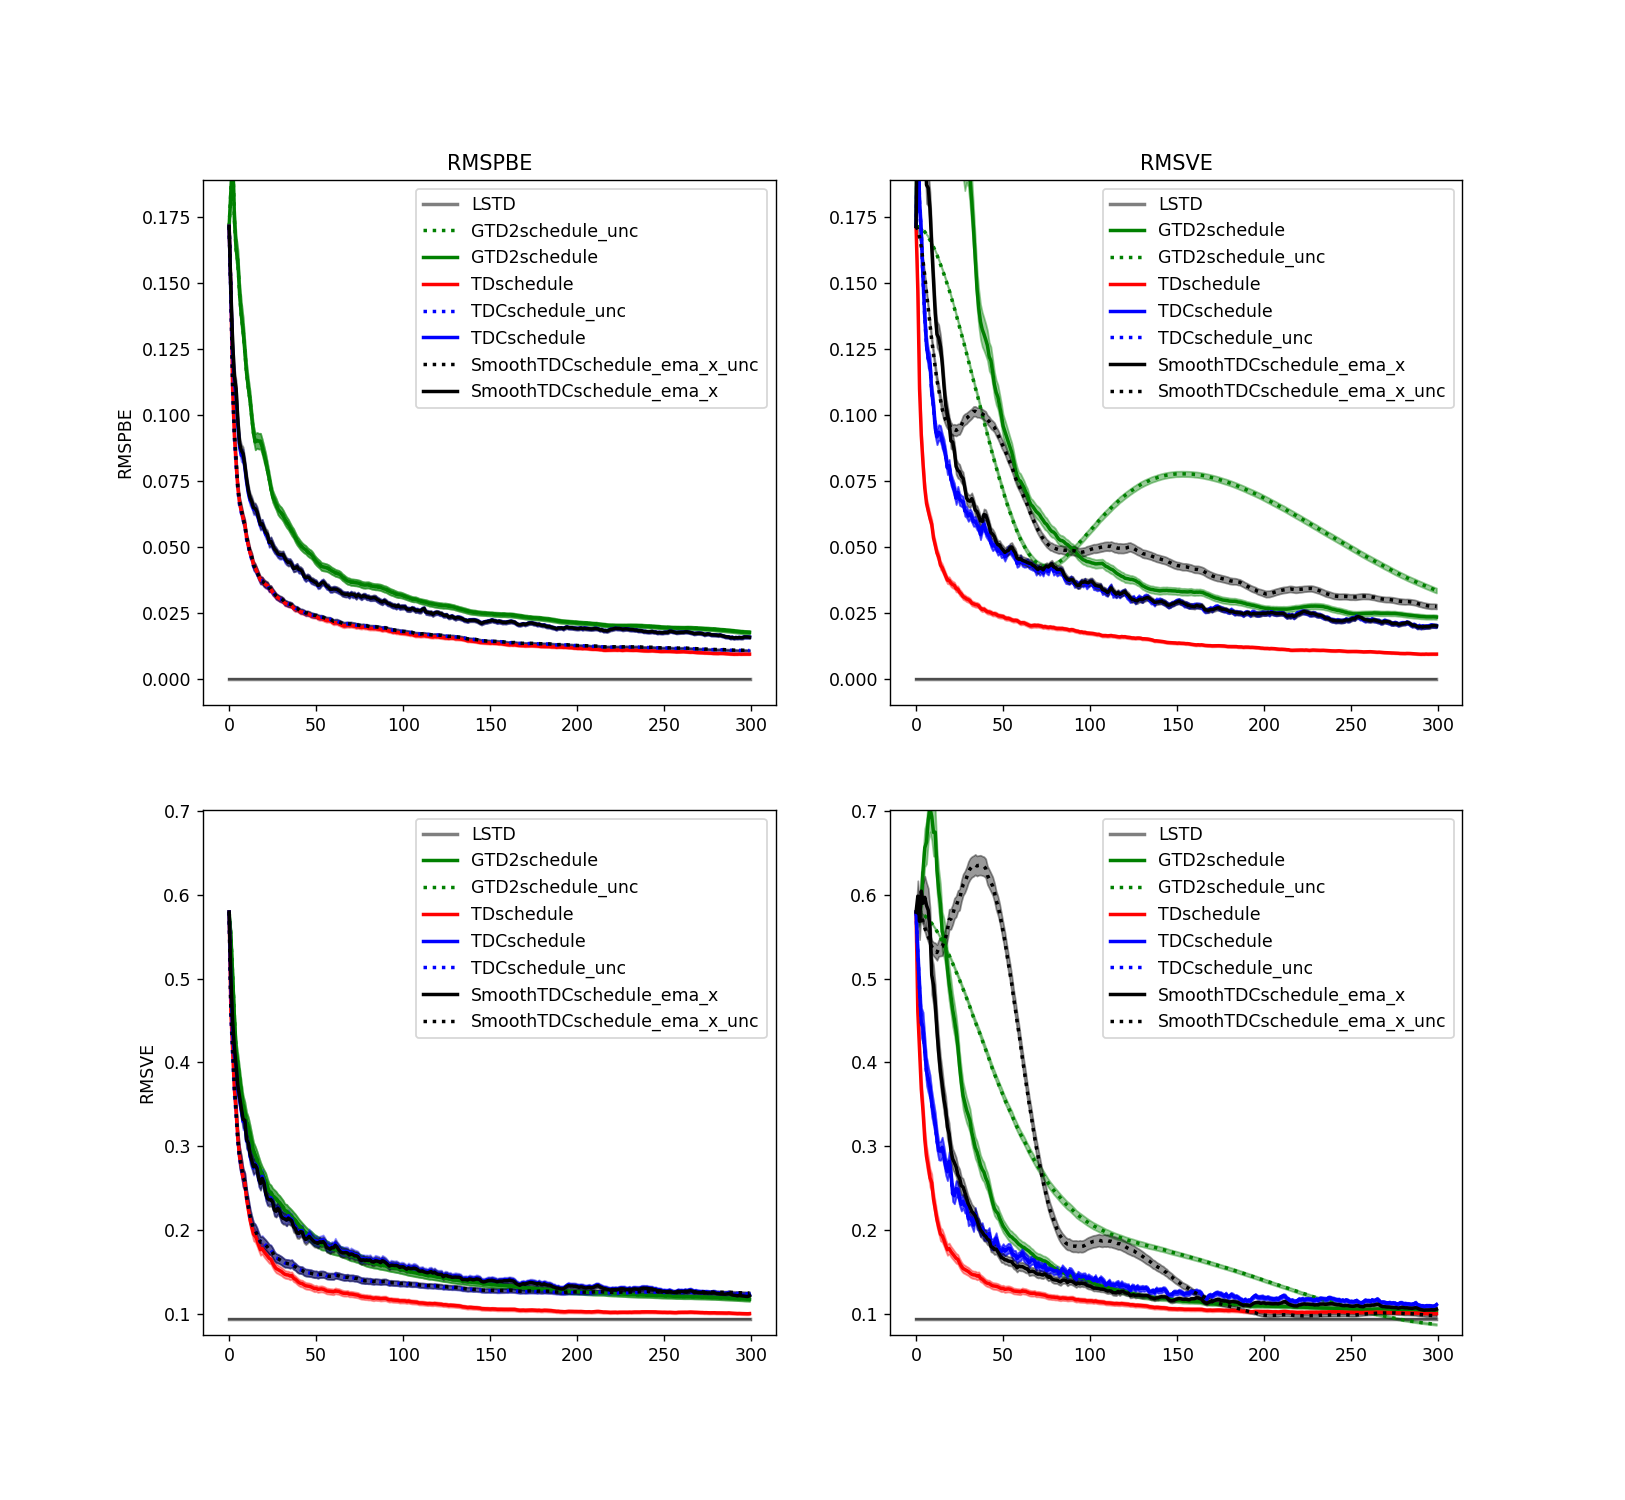 RMSPBE
RMSVE
RMSPBE
0.175
0.150
0.125
0.100
0.075
0.050
0.025
0.000
0 50 100 150 200 250 300
LSTD
GTD2schedule_unc
GTD2schedule
TDschedule
TDCschedule_unc
TDCschedule
SmoothTDCschedule_ema_x_unc
SmoothTDCschedule_ema_x
0.175
0.150
0.125
0.100
0.075
0.050
0.025
0.000
0 50 100 150 200 250 300
LSTD
GTD2schedule
GTD2schedule_unc
TDschedule
TDCschedule
TDCschedule_unc
SmoothTDCschedule_ema_x
SmoothTDCschedule_ema_x_unc
RMSVE
0.7
0.6
0.5
0.4
0.3
0.2
0.1
0 50 100 150 200 250 300
LSTD
GTD2schedule
GTD2schedule_unc
TDschedule
TDCschedule
TDCschedule_unc
SmoothTDCschedule_ema_x
SmoothTDCschedule_ema_x_unc
0.7
0.6
0.5
0.4
0.3
0.2
0.1
0 50 100 150 200 250 300
LSTD
GTD2schedule
GTD2schedule_unc
TDschedule
TDCschedule
TDCschedule_unc
SmoothTDCschedule_ema_x
SmoothTDCschedule_ema_x_unc